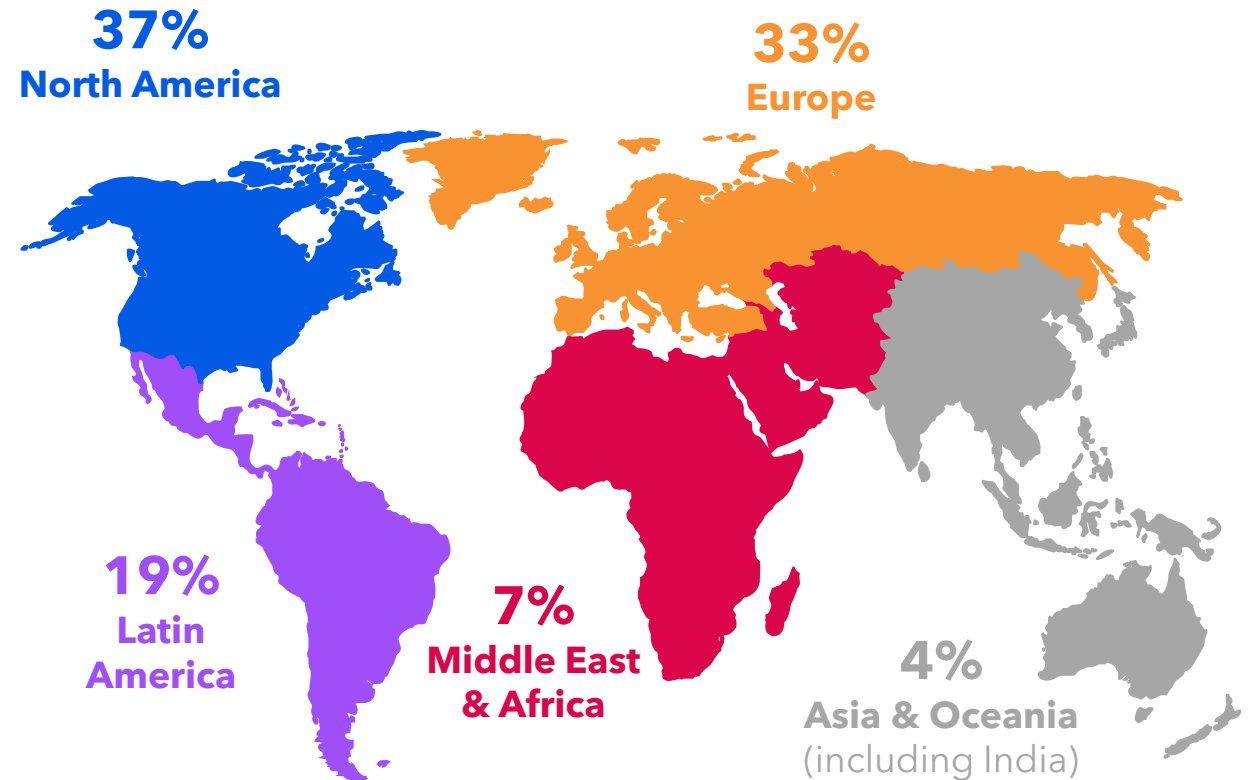 37%
North America
33%
Europe
19%
Latin
America
7%
Middle East
& Africa
4%
Asia & Oceania
(including India)